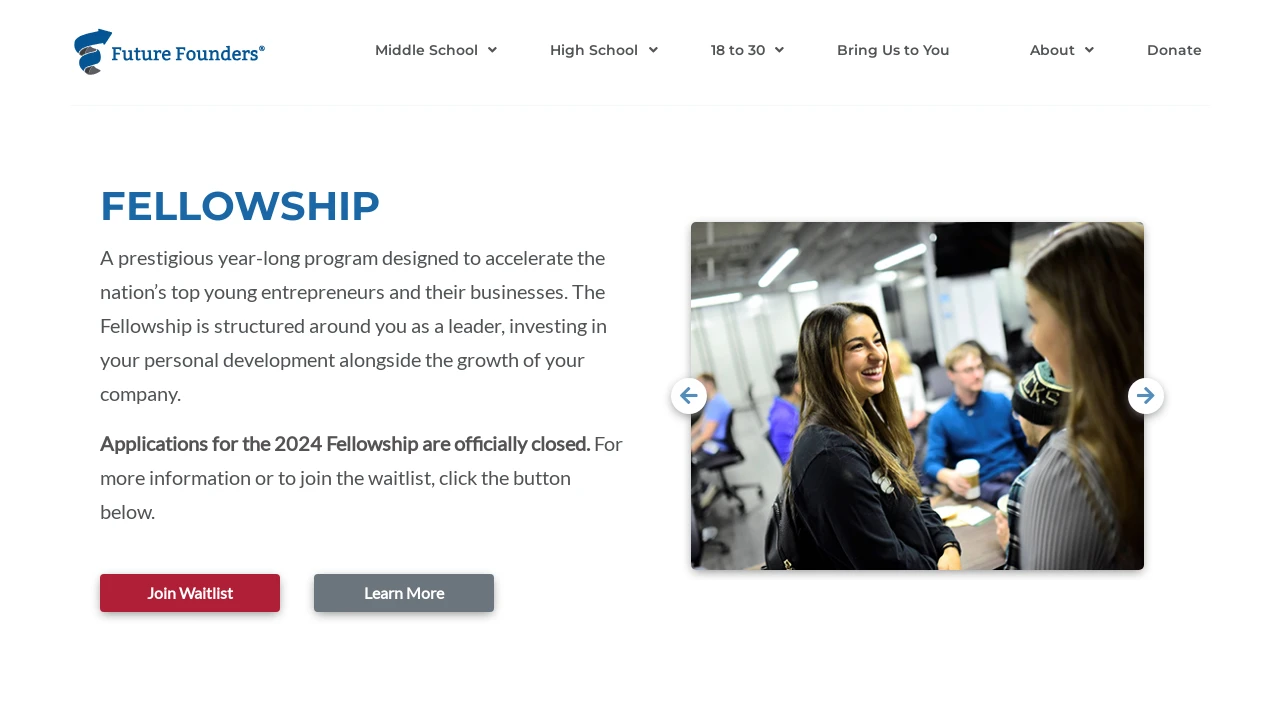 Future Founders®
Middle School
High School
18 to 30
Bring Us to You
About
Donate
FELLOWSHIP
A prestigious year-long program designed to accelerate the
nation’s top young entrepreneurs and their businesses. The
Fellowship is structured around you as a leader, investing in
your personal development alongside the growth of your
company.
Applications for the 2024 Fellowship are officially closed. For
more information or to join the waitlist, click the button
below.
Join Waitlist
Learn More